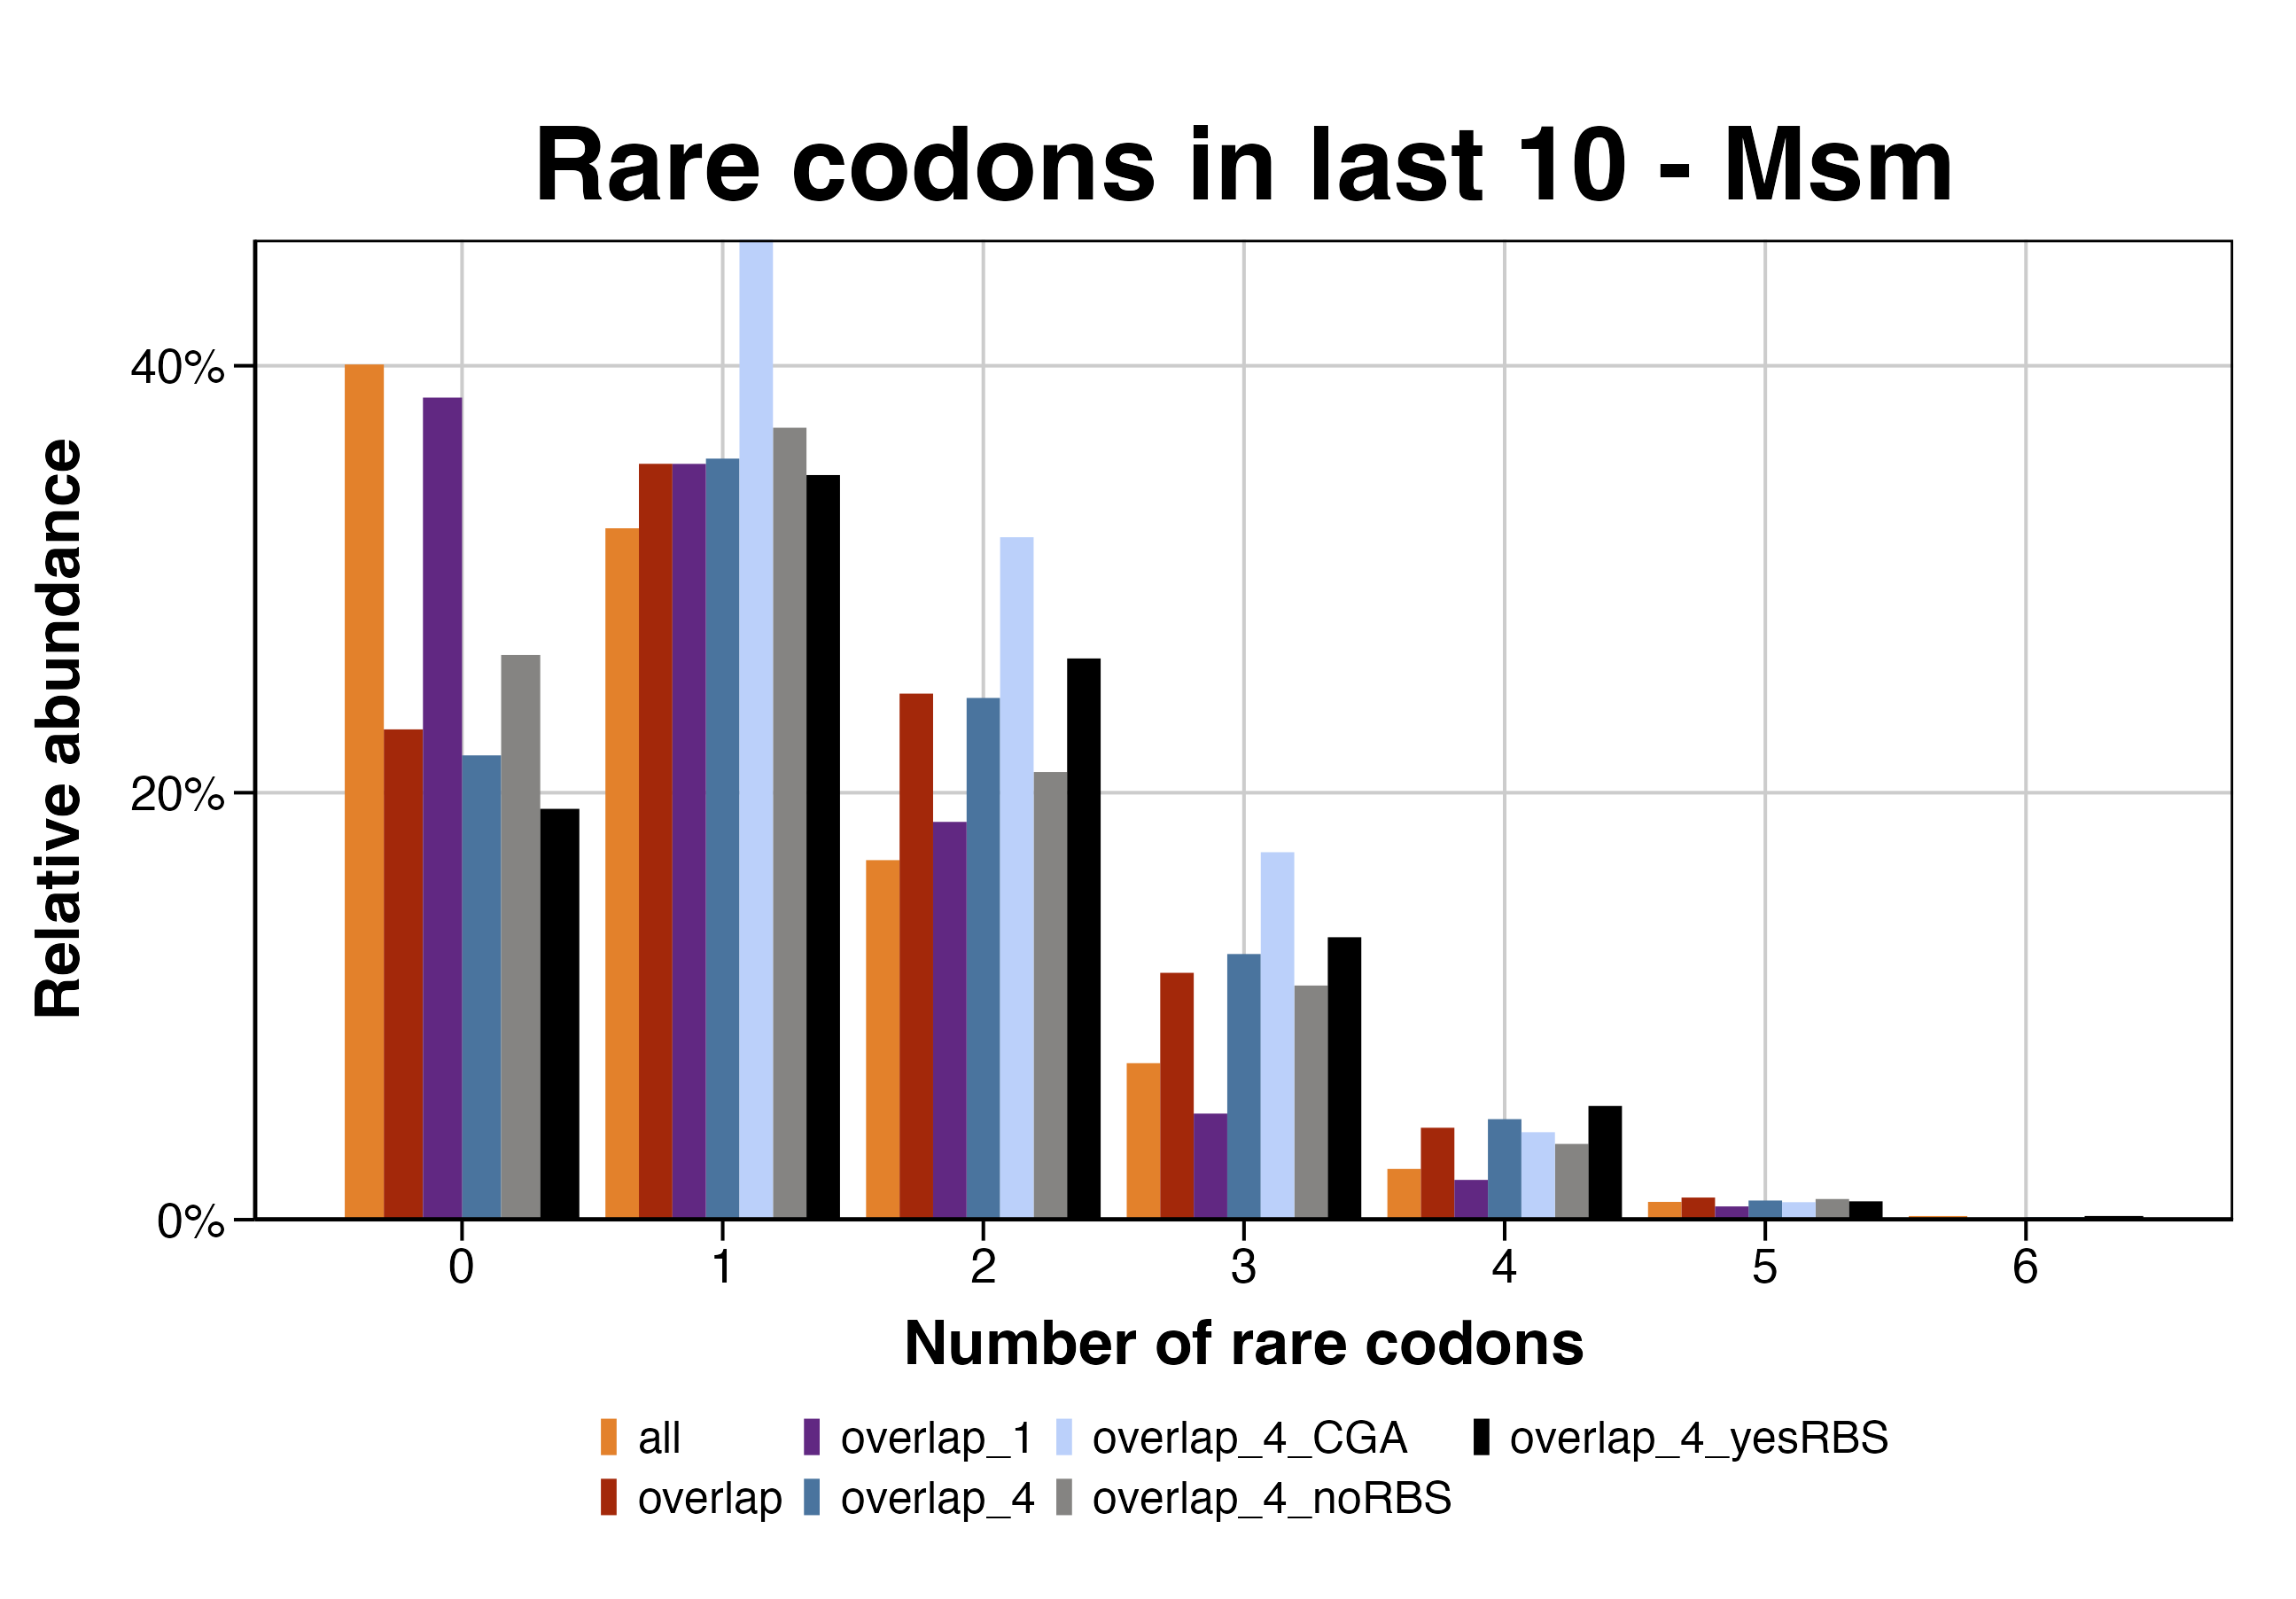 Rare codons in last 10 - Msm
Relative abundance
40%
20%
0%
0 1 2 3 4 5 6
Number of rare codons
all overlap_1 overlap_4_CGA overlap_4_yesRBS
overlap overlap_4 overlap_4_noRBS